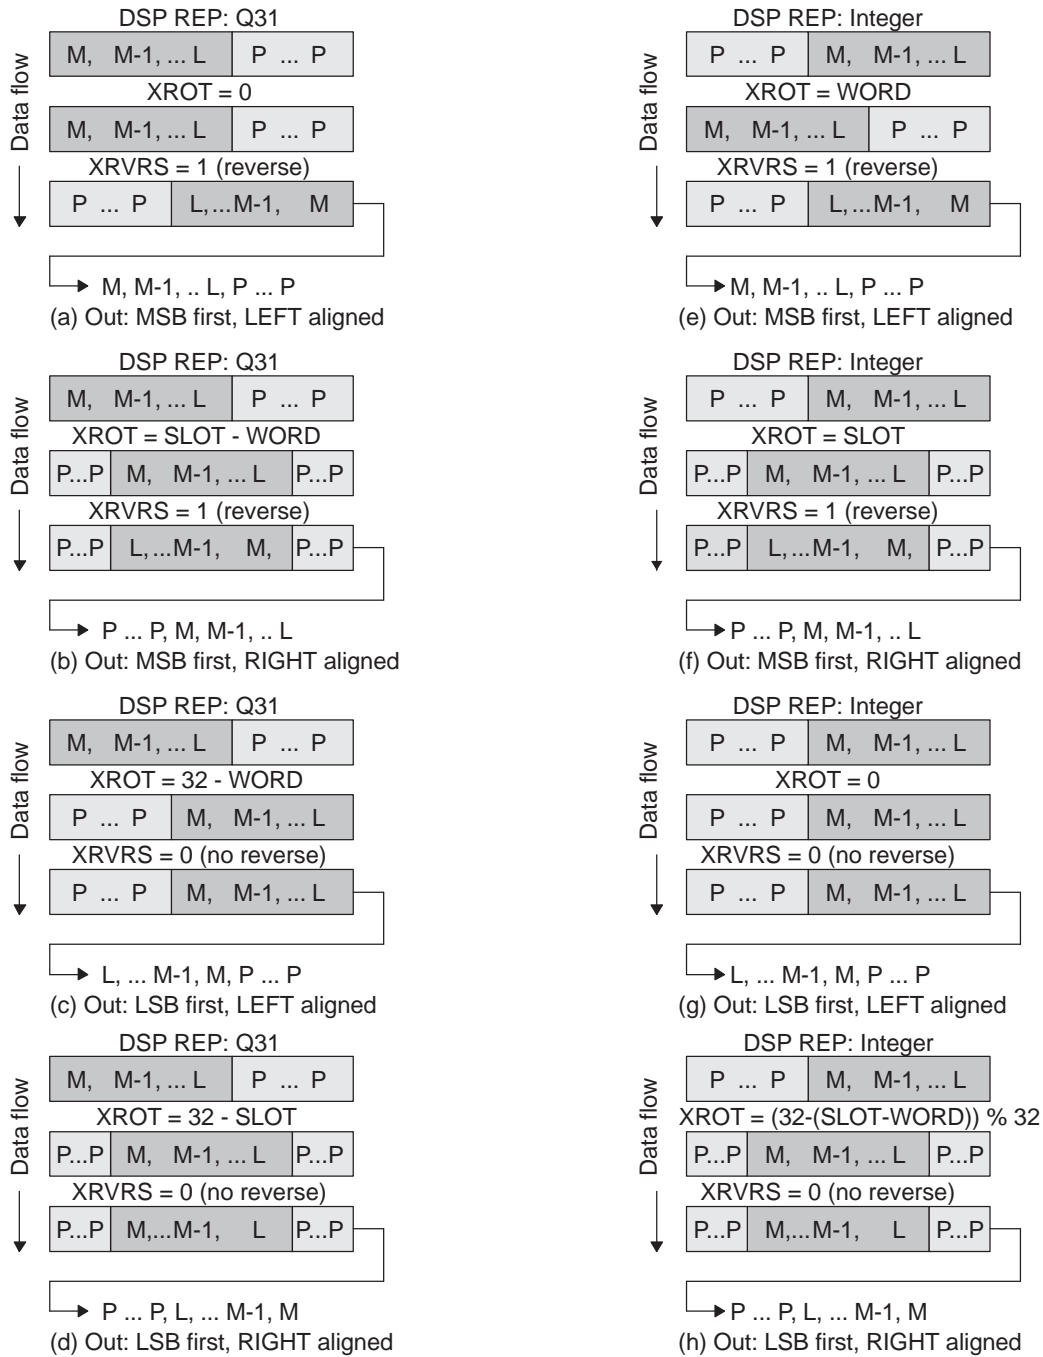 DSP REP: Q31
Data flow
M, M-1, ... L P ... P
XROT = 0
M, M-1, ... L P ... P
XRVRS = 1 (reverse)
P ... P L,...M-1, M
M, M-1, .. L, P ... P
(a) Out: MSB first, LEFT aligned
DSP REP: Integer
Data flow
P ... P M, M-1, ... L
XROT = WORD
M, M-1, ... L P ... P
XRVRS = 1 (reverse)
P ... P L,...M-1, M
M, M-1, .. L, P ... P
(e) Out: MSB first, LEFT aligned
DSP REP: Q31
Data flow
M, M-1, ... L P ... P
XROT = SLOT - WORD
P...P M, M-1, ... L P...P
XRVRS = 1 (reverse)
P...P L,...M-1, M, P...P
P ... P, M, M-1, .. L
(b) Out: MSB first, RIGHT aligned
DSP REP: Integer
Data flow
P ... P M, M-1, ... L
XROT = SLOT
P...P M, M-1, ... L P...P
XRVRS = 1 (reverse)
P...P L,...M-1, M, P...P
P ... P, M, M-1, .. L
(f) Out: MSB first, RIGHT aligned
DSP REP: Q31
Data flow
M, M-1, ... L P ... P
XROT = 32 - WORD
P ... P M, M-1, ... L
XRVRS = 0 (no reverse)
P ... P M, M-1, ... L
L, ... M-1, M, P ... P
(c) Out: LSB first, LEFT aligned
DSP REP: Integer
Data flow
P ... P M, M-1, ... L
XROT = 0
P ... P M, M-1, ... L
XRVRS = 0 (no reverse)
P ... P M, M-1, ... L
L, ... M-1, M, P ... P
(g) Out: LSB first, LEFT aligned
DSP REP: Q31
Data flow
M, M-1, ... L P ... P
XROT = 32 - SLOT
P...P M, M-1, ... L P...P
XRVRS = 0 (no reverse)
P...P M,...M-1, L P...P
P ... P, L, ... M-1, M
(d) Out: LSB first, RIGHT aligned
DSP REP: Integer
Data flow
P ... P M, M-1, ... L
XROT = (32-(SLOT-WORD)) % 32
P...P M, M-1, ... L P...P
XRVRS = 0 (no reverse)
P...P M,...M-1, L P...P
P ... P, L, ... M-1, M
(h) Out: LSB first, RIGHT aligned